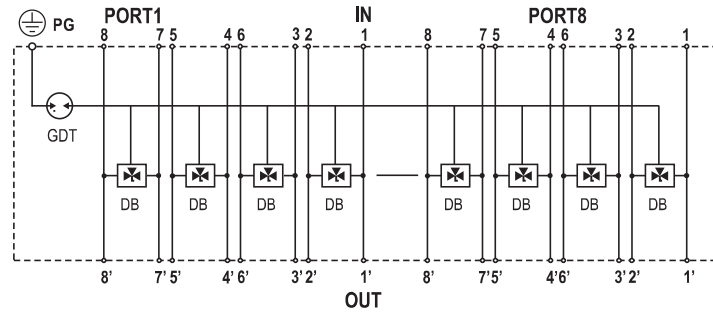 PG PORT1 IN PORT8
8 7 5 4 6 3 2 1 8 7 5 4 6 3 2 1
GDT
DB DB DB DB DB DB DB DB
8’ 7’ 5’ 4’ 6’ 3’ 2’ 1’ 8’ 7’ 5’ 4’ 6’ 3’ 2’ 1’
OUT